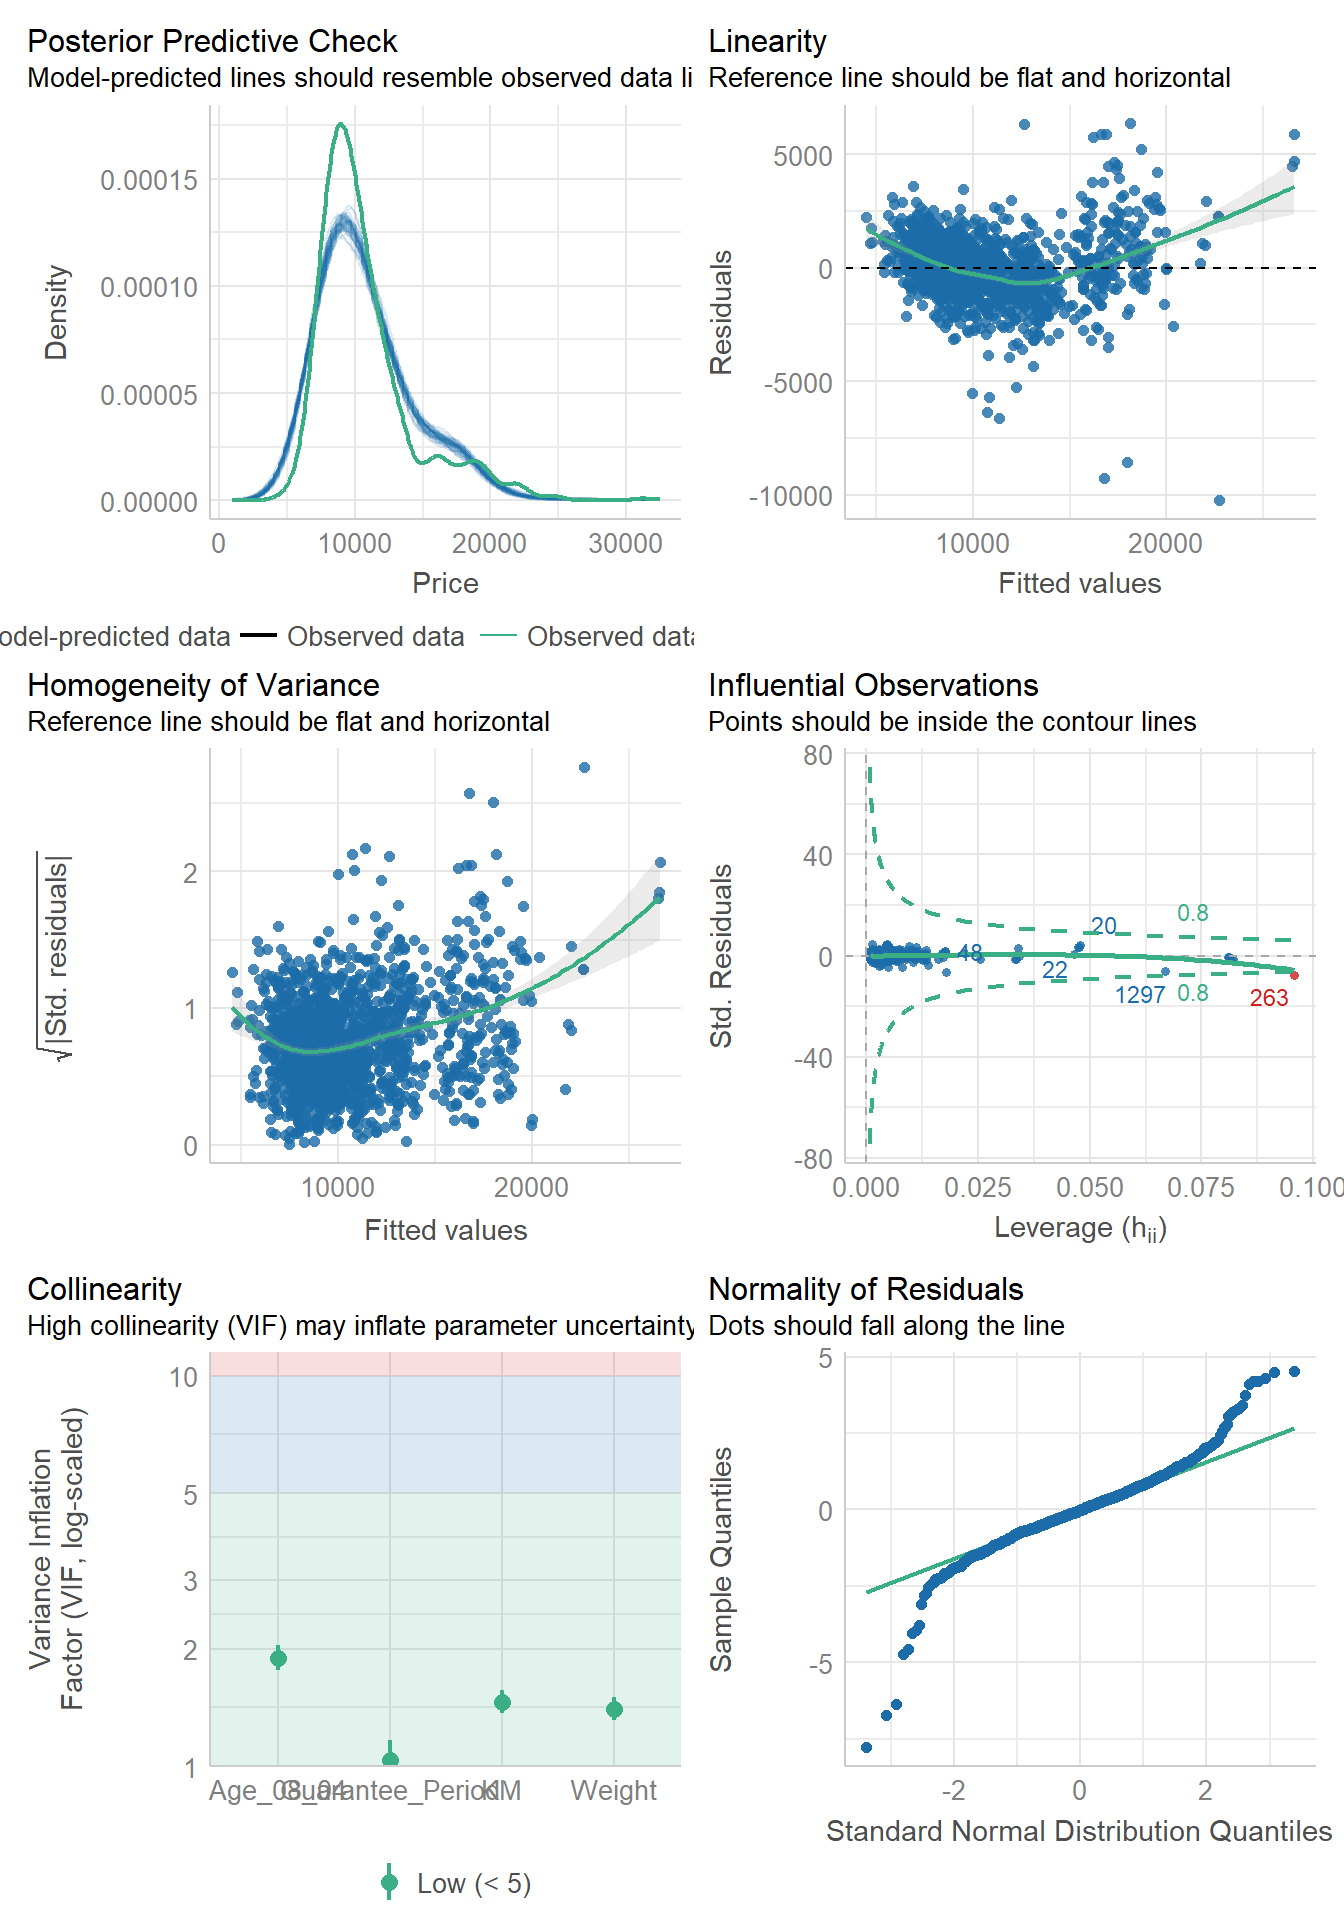 Posterior Predictive Check
Model-predicted lines should resemble observed data li
Density
0.00015
0.00010
0.00005
0.00000
0
10000
20000
30000
Price
odel-predicted data
Observed data
Observed data
Linearity
Reference line should be flat and horizontal
Residuals
5000
0
-5000
-10000
10000
20000
Fitted values
Homogeneity of Variance
Reference line should be flat and horizontal
√|Std. residuals|
2
1
0
10000
20000
Fitted values
Influential Observations
Points should be inside the contour lines
Std. Residuals
80
40
0
-40
-80
0.8
20
48
22
1297
0.8
263
0.000
0.025
0.050
0.075
0.100
Leverage (hii)
Collinearity
High collinearity (VIF) may inflate parameter uncertainty
Variance Inflation
Factor (VIF, log-scaled)
10
5
3
2
1
Age_08_04
Guarantee_Period
KM
Weight
Low (< 5)
Normality of Residuals
Dots should fall along the line
Sample Quantiles
5
0
-5
-2
0
2
Standard Normal Distribution Quantiles